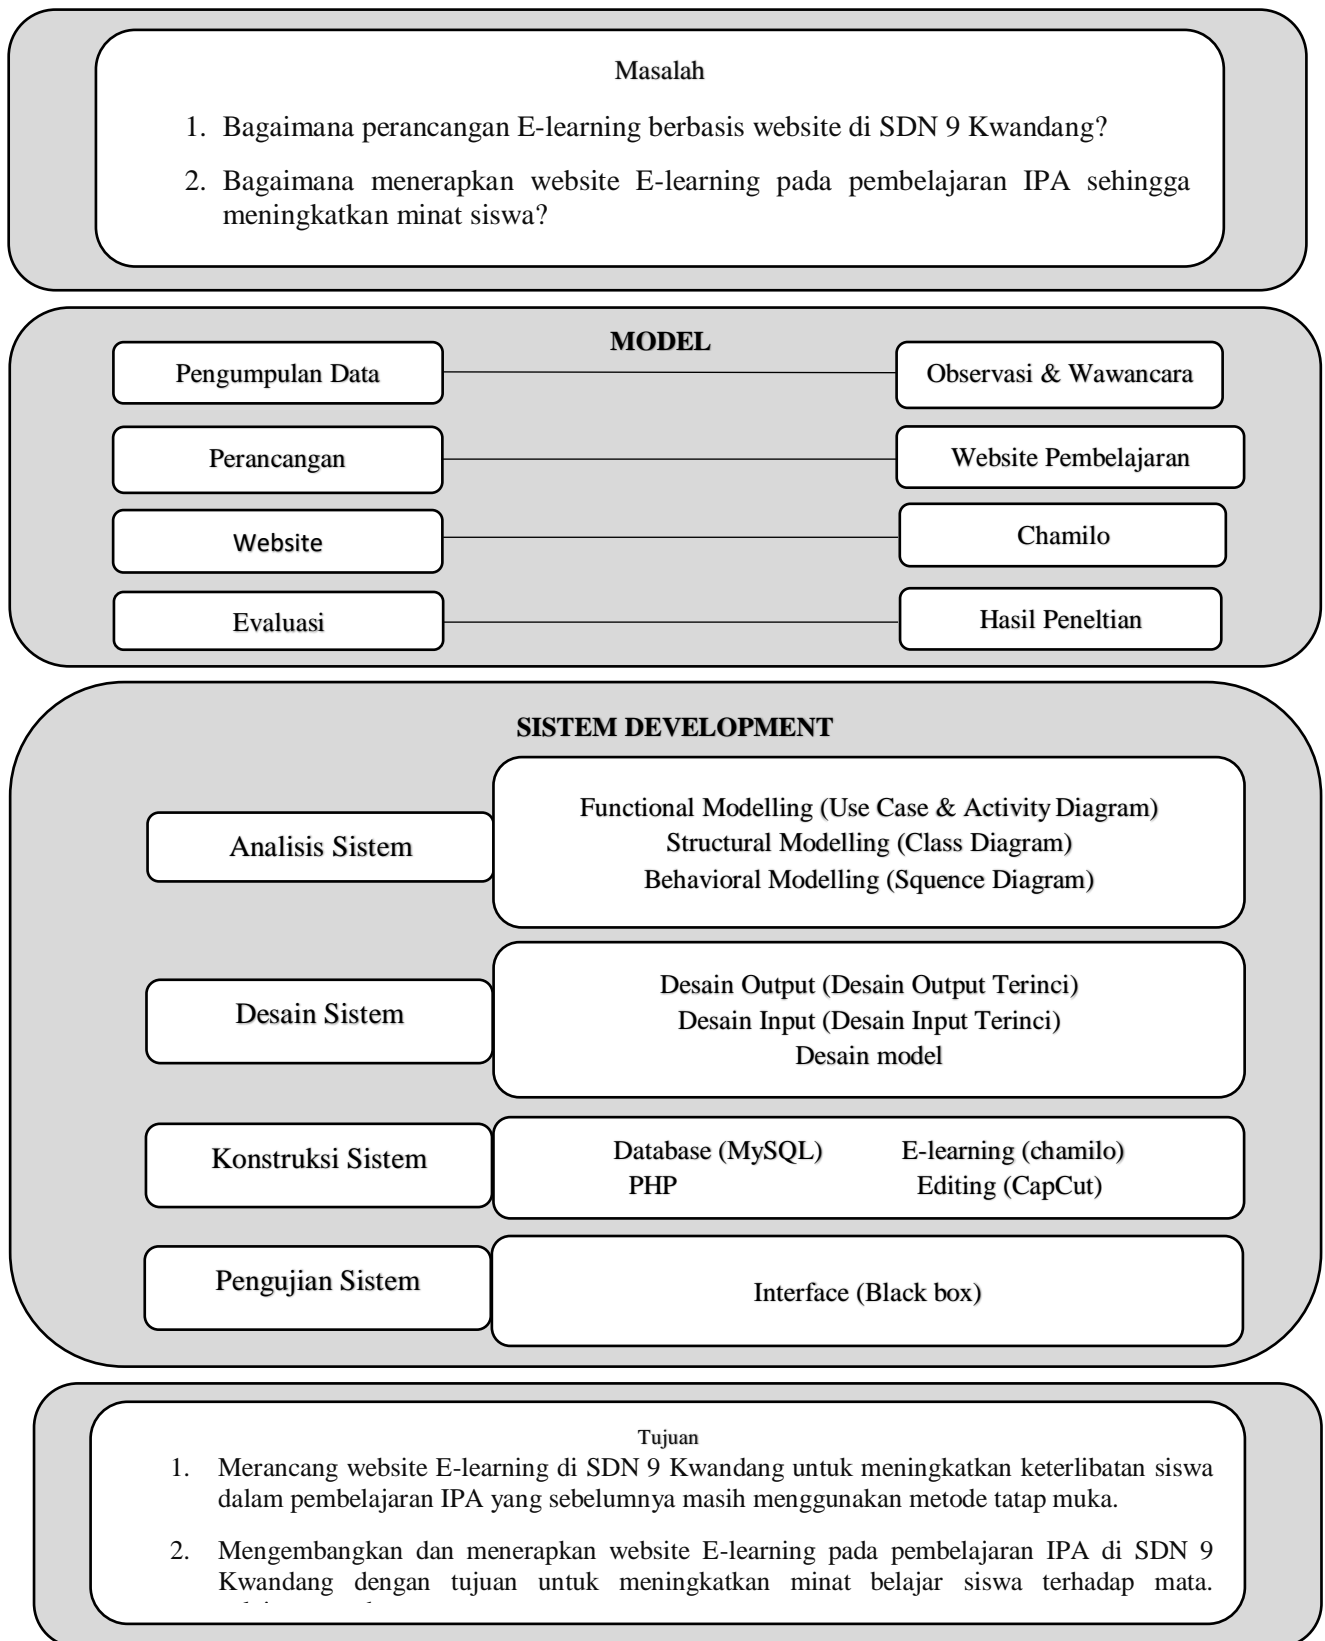 Masalah
1. Bagaimana perancangan E-learning berbasis website di SDN 9 Kwandang?
2. Bagaimana menerapkan website E-learning pada pembelajaran IPA sehingga
meningkatkan minat siswa?
MODEL
Pengumpulan Data
Observasi & Wawancara
Perancangan
Website Pembelajaran
Website
Chamilo
Evaluasi
Hasil Peneltian
SISTEM DEVELOPMENT
Analisis Sistem
Functional Modelling (Use Case & Activity Diagram)
Structural Modelling (Class Diagram)
Behavioral Modelling (Squence Diagram)
Desain Sistem
Desain Output (Desain Output Terinci)
Desain Input (Desain Input Terinci)
Desain model
Konstruksi Sistem
Database (MySQL) E-learning (chamilo)
PHP Editing (CapCut)
Pengujian Sistem
Interface (Black box)
Tujuan
1. Merancang website E-learning di SDN 9 Kwandang untuk meningkatkan keterlibatan siswa
dalam pembelajaran IPA yang sebelumnya masih menggunakan metode tatap muka.
2. Mengembangkan dan menerapkan website E-learning pada pembelajaran IPA di SDN 9
Kwandang dengan tujuan untuk meningkatkan minat belajar siswa terhadap mata.